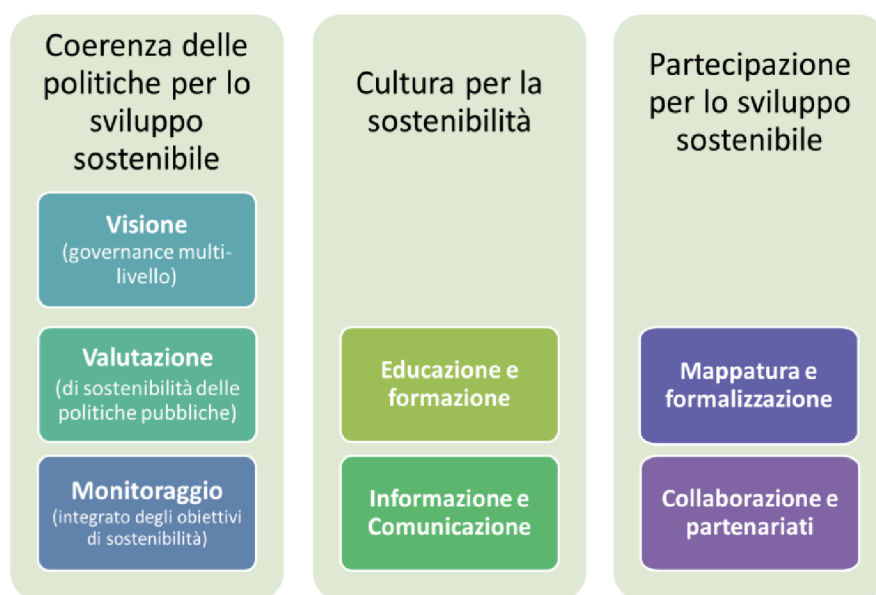 Coerenza delle
politiche per lo
sviluppo
sostenibile
Visione
(governance multi-
livello)
Valutazione
(di sostenibilità delle
politiche pubbliche)
Monitoraggio
(integrato degli obiettivi
di sostenibilità)
Cultura per la
sostenibilità
Educazione e
formazione
Informazione e
Comunicazione
Partecipazione
per lo sviluppo
sostenibile
Mappatura e
formalizzazione
Collaborazione e
partenariati